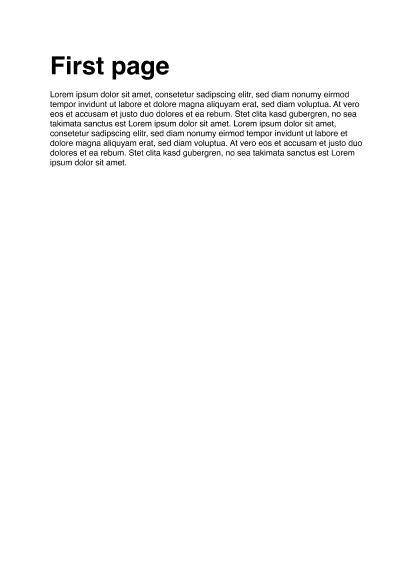 First page
Lorem ipsum dolor sit amet, consetetur sadipscing elitr, sed diam nonumy eirmod
tempor invidunt ut labore et dolore magna aliquyam erat, sed diam voluptua. At vero
eos et accusam et justo duo dolores et ea rebum. Stet clita kasd gubergren, no sea
takimata sanctus est Lorem ipsum dolor sit amet. Lorem ipsum dolor sit amet,
consetetur sadipscing elitr, sed diam nonumy eirmod tempor invidunt ut labore et
dolore magna aliquyam erat, sed diam voluptua. At vero eos et accusam et justo duo
dolores et ea rebum. Stet clita kasd gubergren, no sea takimata sanctus est Lorem
ipsum dolor sit amet.